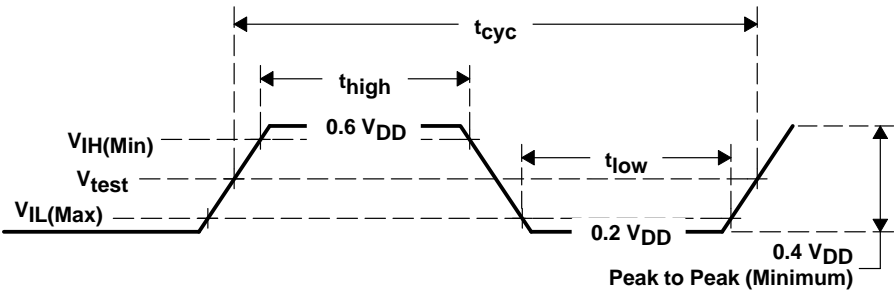 tcyc
thigh
0.6 VDD
VIH(Min)
tlow
Vtest
VIL(Max)
0.2 VDD
0.4 VDD
Peak to Peak (Minimum)